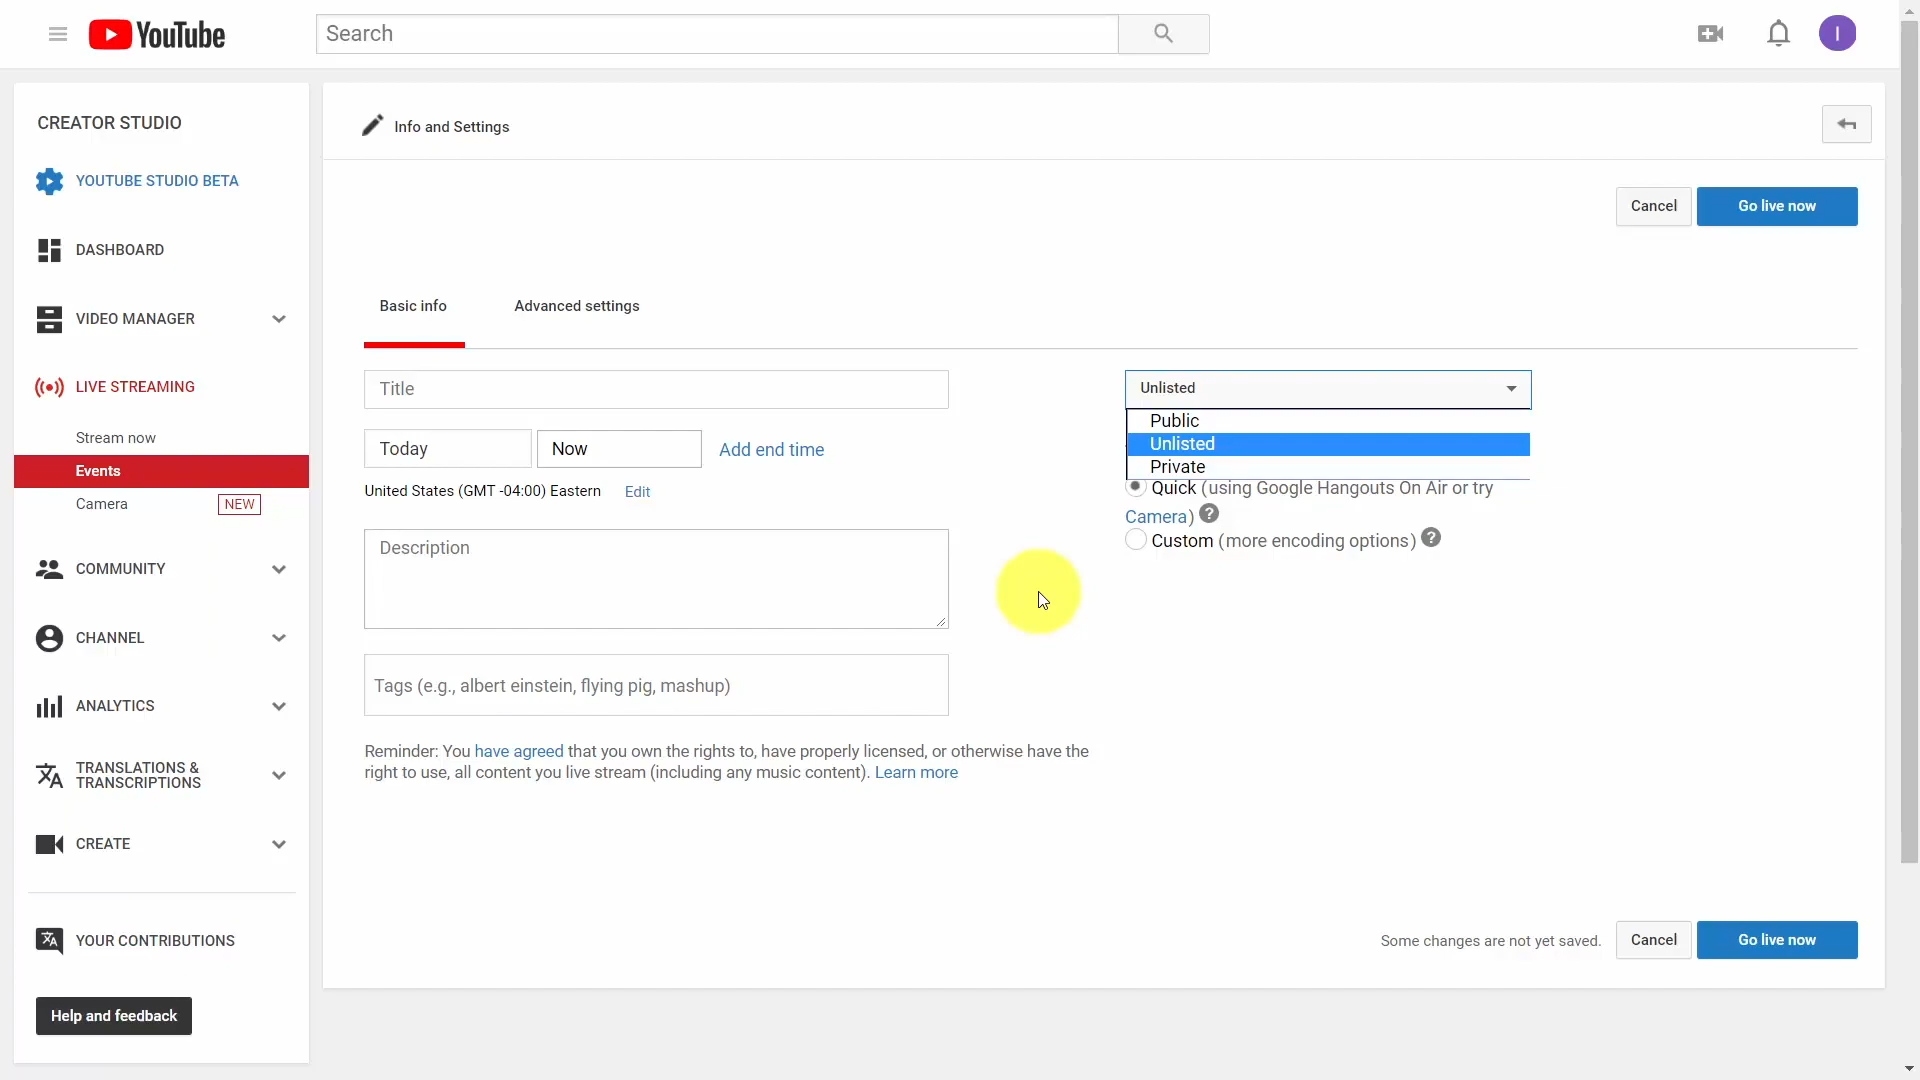 YouTube
Search
I
CREATOR STUDIO
YOUTUBE STUDIO BETA
DASHBOARD
VIDEO MANAGER
LIVE STREAMING
Stream now
Events
Camera NEW
COMMUNITY
CHANNEL
ANALYTICS
TRANSLATIONS &
TRANSCRIPTIONS
CREATE
YOUR CONTRIBUTIONS
Help and feedback
Info and Settings
Cancel Go live now
Basic info Advanced settings
Title
Today Now Add end time
United States (GMT -04:00) Eastern Edit
Description
Tags (e.g., albert einstein, flying pig, mashup)
Reminder: You have agreed that you own the rights to, have properly licensed, or otherwise have the
right to use, all content you live stream (including any music content). Learn more
Unlisted
Public
Unlisted
Private
Quick (using Google Hangouts On Air or try
Camera) ?
Custom (more encoding options) ?
Some changes are not yet saved. Cancel Go live now